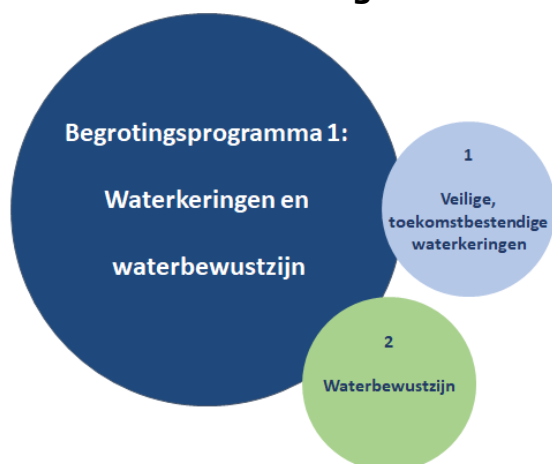 Begrotingsprogramma 1:
Waterkeringen en
waterbewustzijn
1
Veilige,
toekomstbestendige
waterkeringen
2
Waterbewustzijn